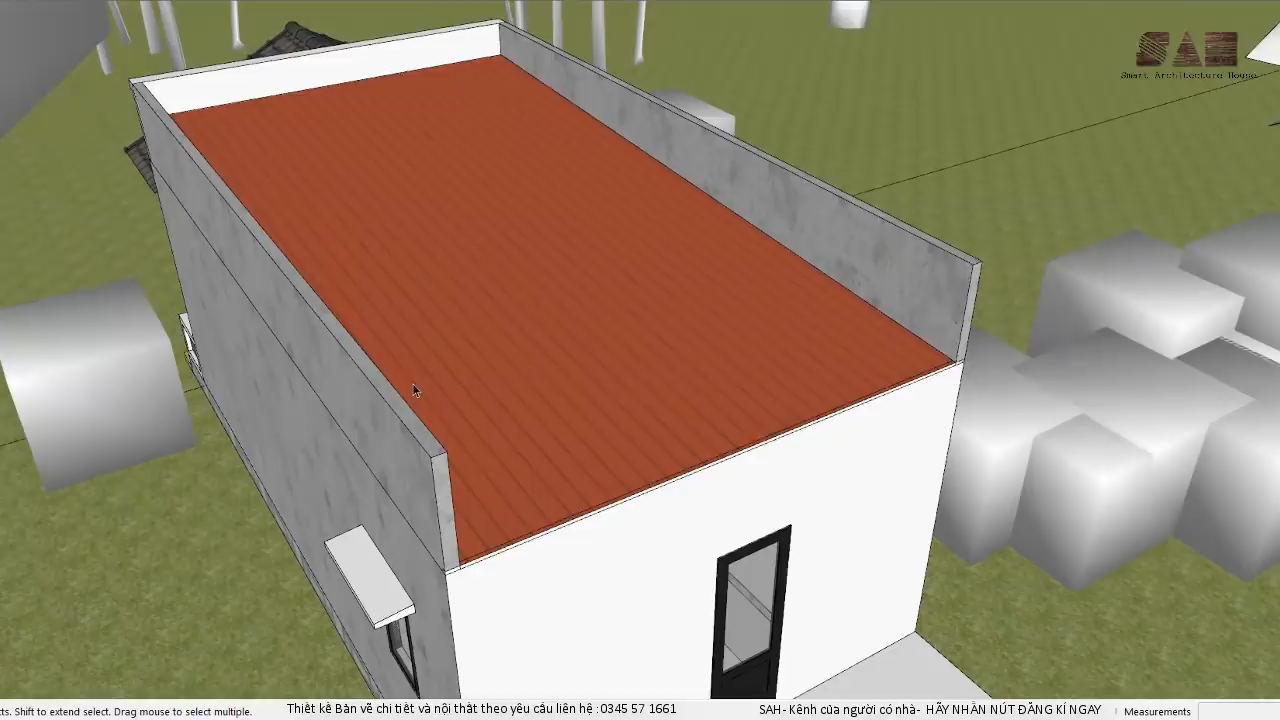 SAH
Smart Architecture House
cts. Shift to extend select. Drag mouse to select multiple.
Thiết kê Bản vẽ chi tiết và nội thất theo yêu cầu liên hệ : 0345 57 1661
SAH- Kênh của người có nhà- HÃY NHẤN NÚT ĐĂNG KÍ NGAY
Measurements